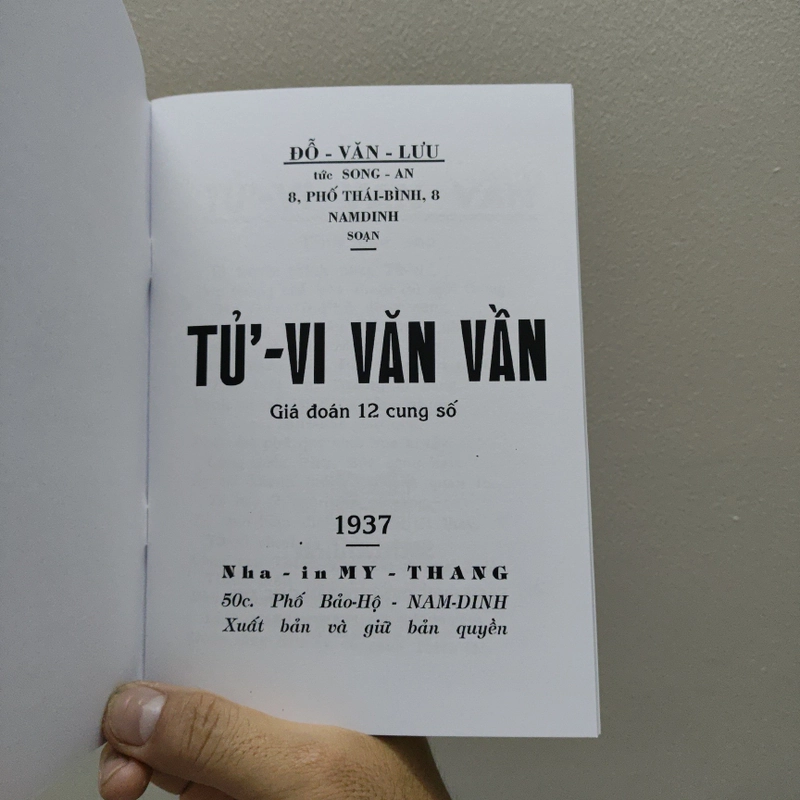 ĐỖ - VĂN - LƯU
tức SONG - AN
8, PHỐ THÁI-BÌNH, 8
NAMDINH
SOẠN
TỦ’-VI VĂN VẦN
Giá đoán 12 cung số
1937
Nha - in MY - THANG
50c. Phố Bảo-Hộ - NAM-DINH
Xuất bản và giữ bản quyền